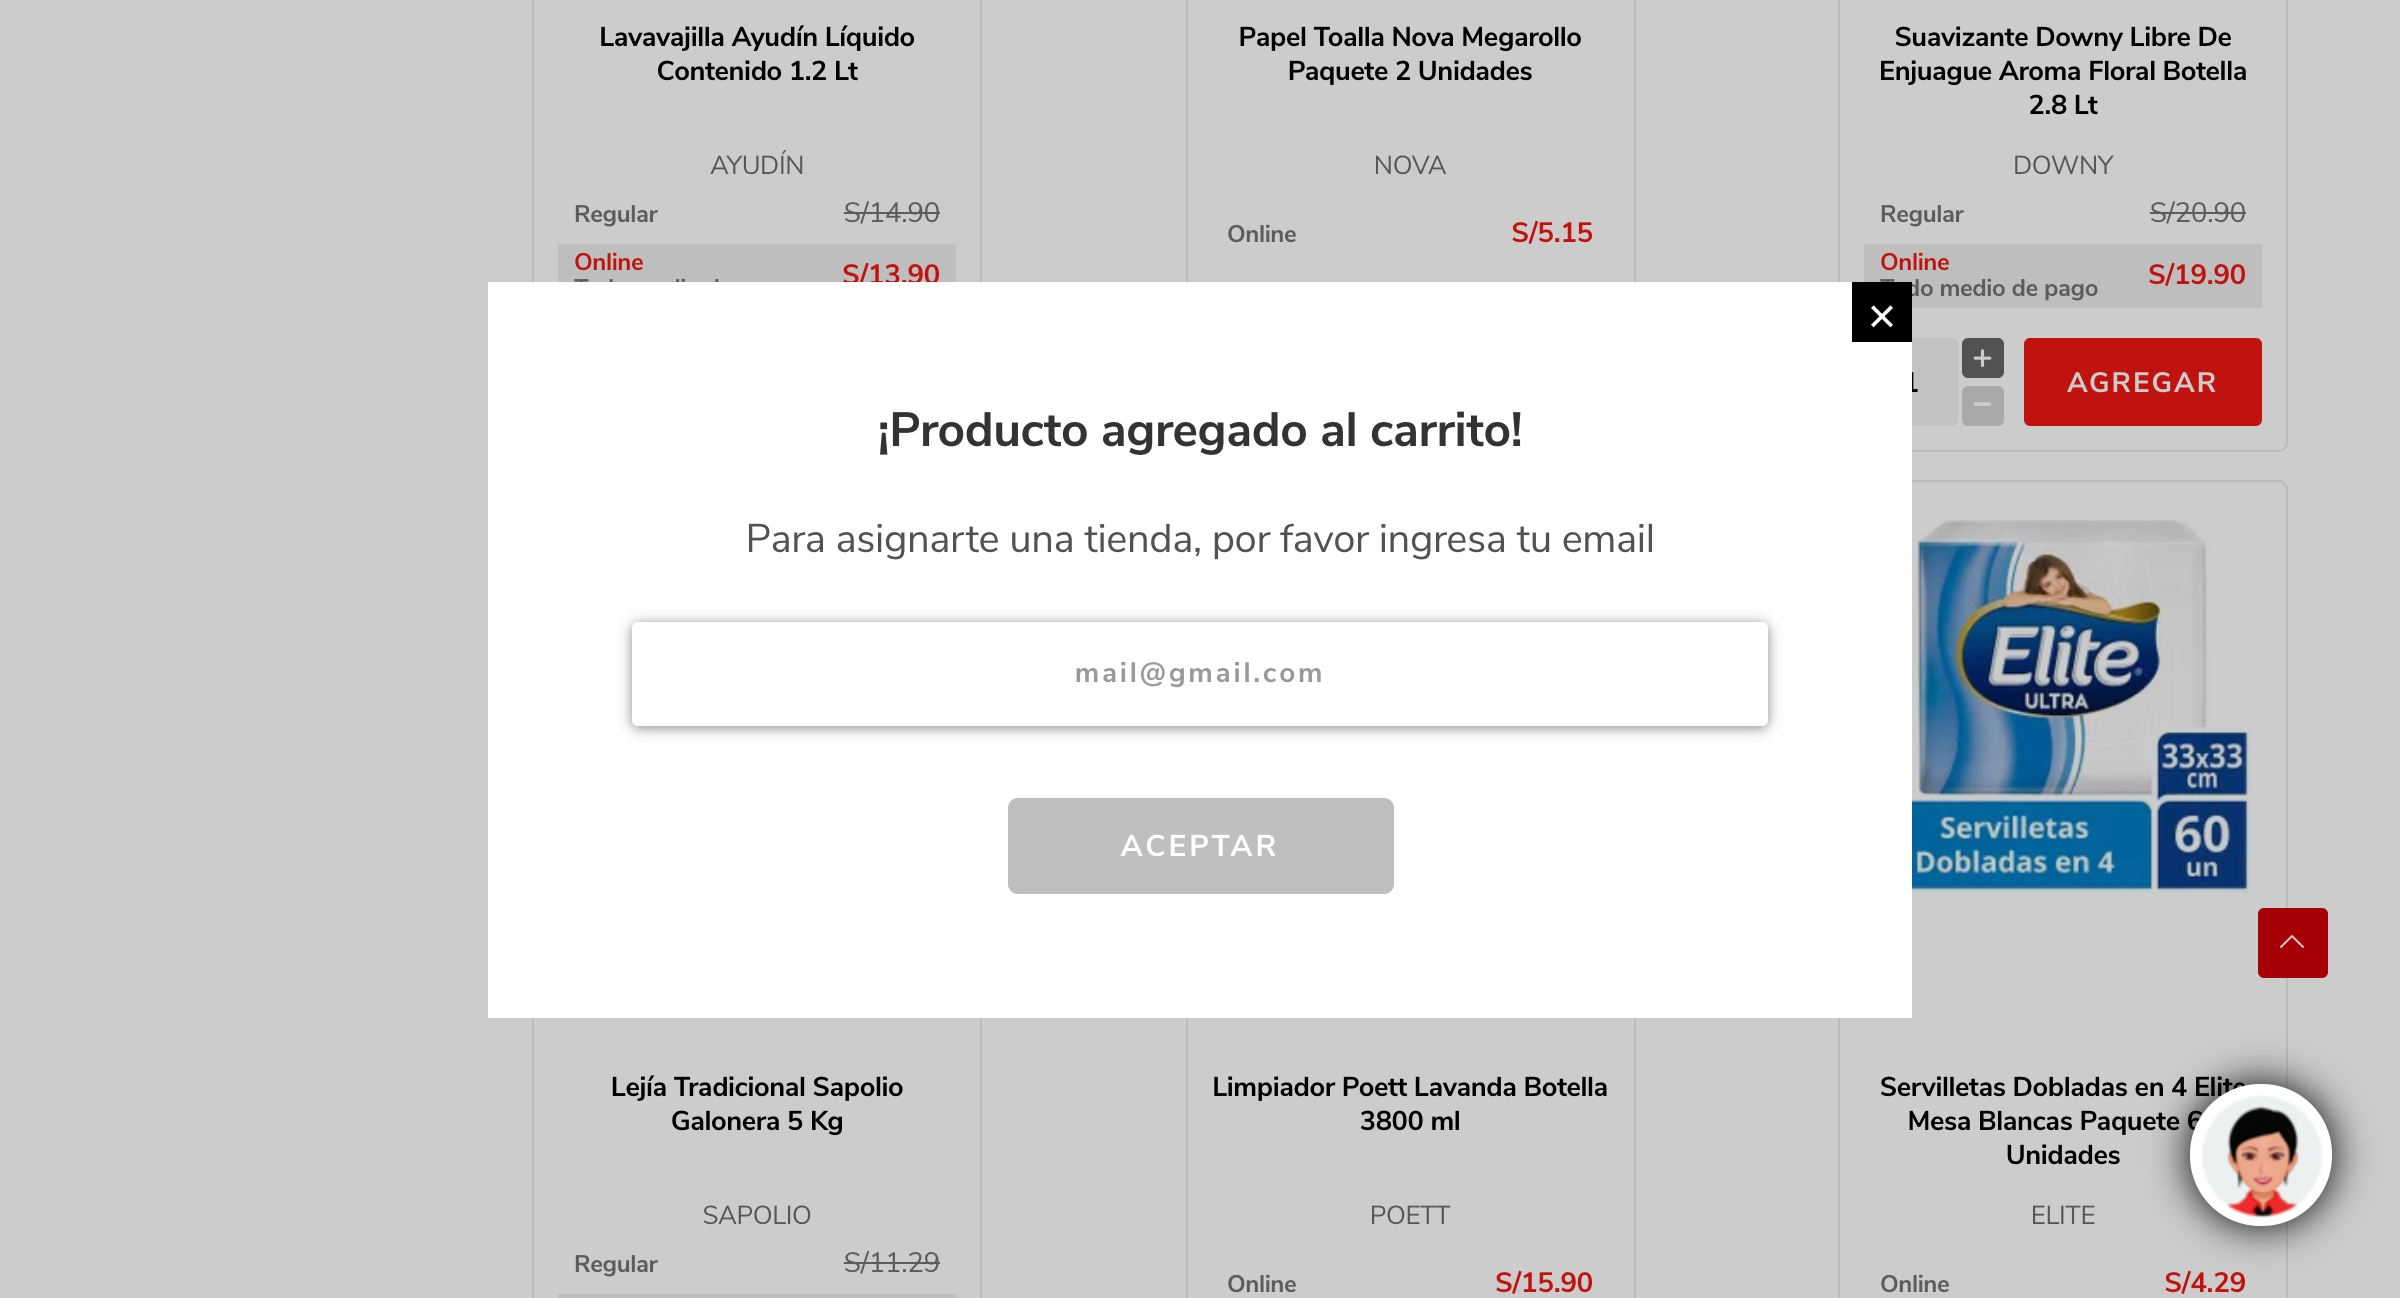 Lavavajilla Ayudín Líquido
Contenido 1.2 Lt
AYUDÍN
Regular S/14.90
Online
S/13.90
Papel Toalla Nova Megarollo
Paquete 2 Unidades
NOVA
Online S/5.15
Suavizante Downy Libre De
Enjuague Aroma Floral Botella
2.8 Lt
DOWNY
Regular S/20.90
Online
do medio de pago
S/19.90
1
+
−
AGREGAR
×
¡Producto agregado al carrito!
Para asignarte una tienda, por favor ingresa tu email
mail@gmail.com
ACEPTAR
Elite
ULTRA
33x33
cm
Servilletas
Dobladas en 4
60
un
Lejía Tradicional Sapolio
Galonera 5 Kg
SAPOLIO
Regular S/11.29
Limpiador Poett Lavanda Botella
3800 ml
POETT
Online S/15.90
Servilletas Dobladas en 4 Elite
Mesa Blancas Paquete
Unidades
ELITE
Online S/4.29